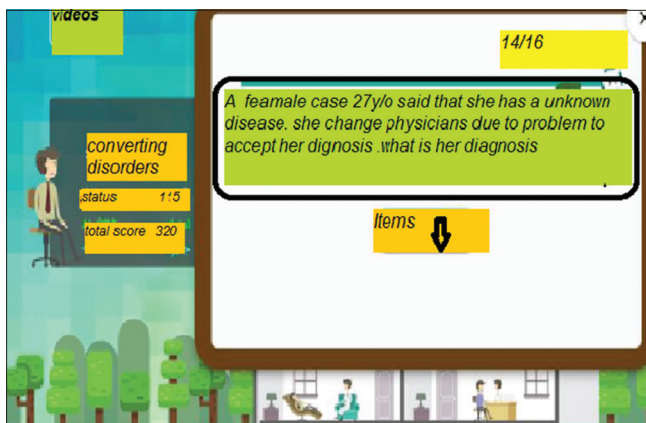 videos
14/16
A feamale case 27y/o said that she has a unknown
disease. she change physicians due to problem to
accept her dignosis .what is her diagnosis
converting
disorders
status 115
total score 320
Items